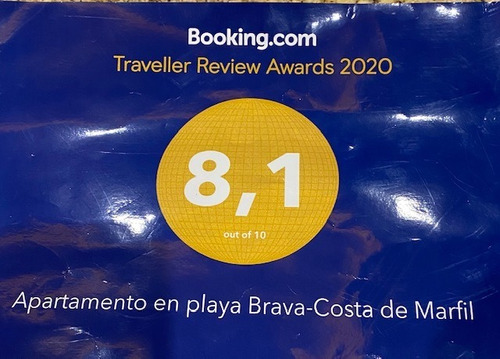 Booking.com
Traveller Review Awards 2020
8,1
out of 10
Apartamento en playa Brava-Costa de Marfil